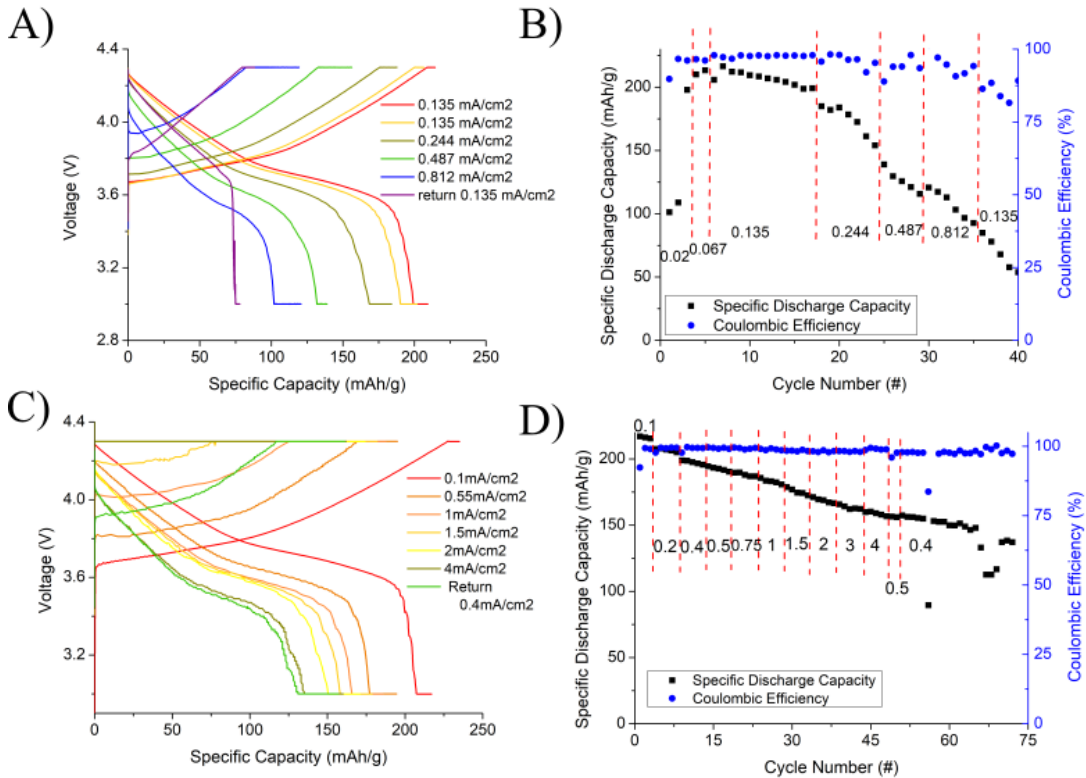 A)
4.4
4.0
3.6
3.2
2.8
Voltage (V)
0
50
100
150
200
250
Specific Capacity (mAh/g)
0.135 mA/cm2
0.135 mA/cm2
0.244 mA/cm2
0.487 mA/cm2
0.812 mA/cm2
return 0.135 mA/cm2
B)
200
150
100
50
0
Specific Discharge Capacity (mAh/g)
0.02
0.067
0.135
0.244
0.487
0.812
0.135
Specific Discharge Capacity
Coulombic Efficiency
0
10
20
30
40
Cycle Number (#)
100
75
50
25
0
Coulombic Efficiency (%)
C)
4.4
4.0
3.6
3.2
Voltage (V)
0
50
100
150
200
250
Specific Capacity (mAh/g)
0.1mA/cm2
0.55mA/cm2
1mA/cm2
1.5mA/cm2
2mA/cm2
4mA/cm2
Return
0.4mA/cm2
D)
200
150
100
50
0
Specific Discharge Capacity (mAh/g)
0.1
0.2
0.4
0.5
0.75
1
1.5
2
3
4
0.5
0.4
Specific Discharge Capacity
Coulombic Efficiency
0
15
30
45
60
75
Cycle Number (#)
100
75
50
25
0
Coulombic Efficiency (%)